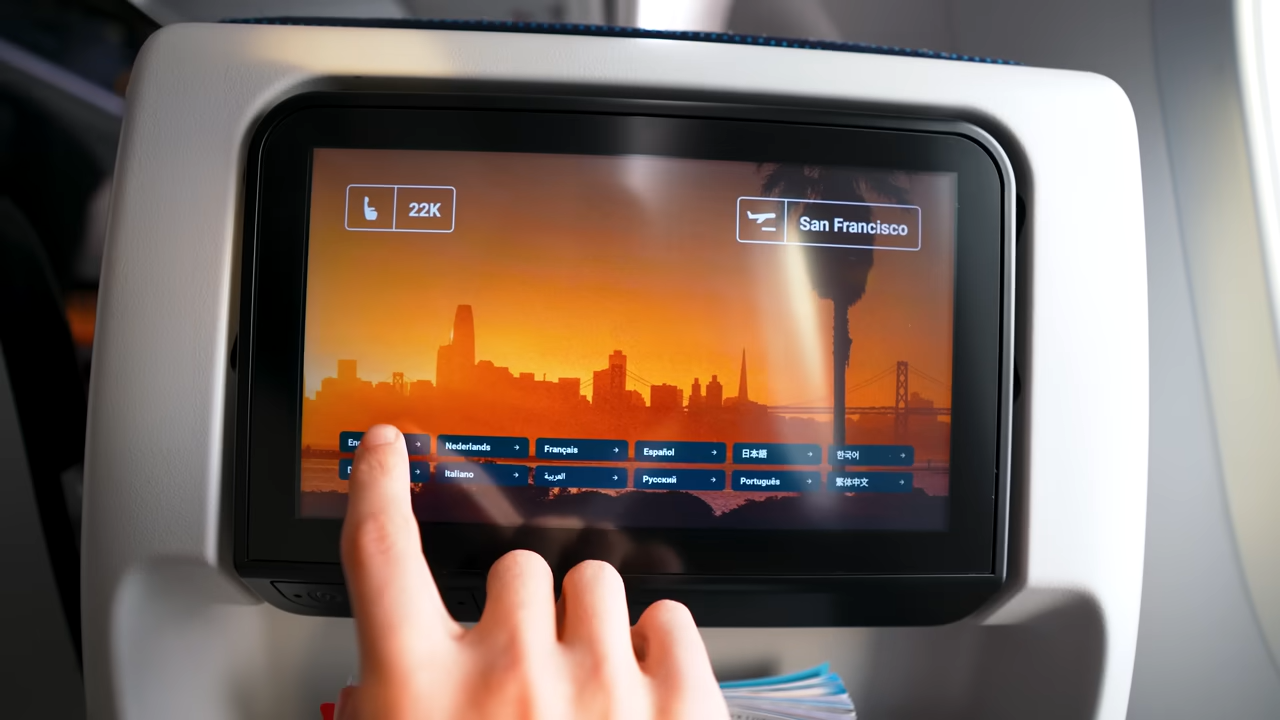 22K
San Francisco
Nederlands
Français
Español
日本語
한국어
Italiano
العربية
Русский
Português
繁体中文